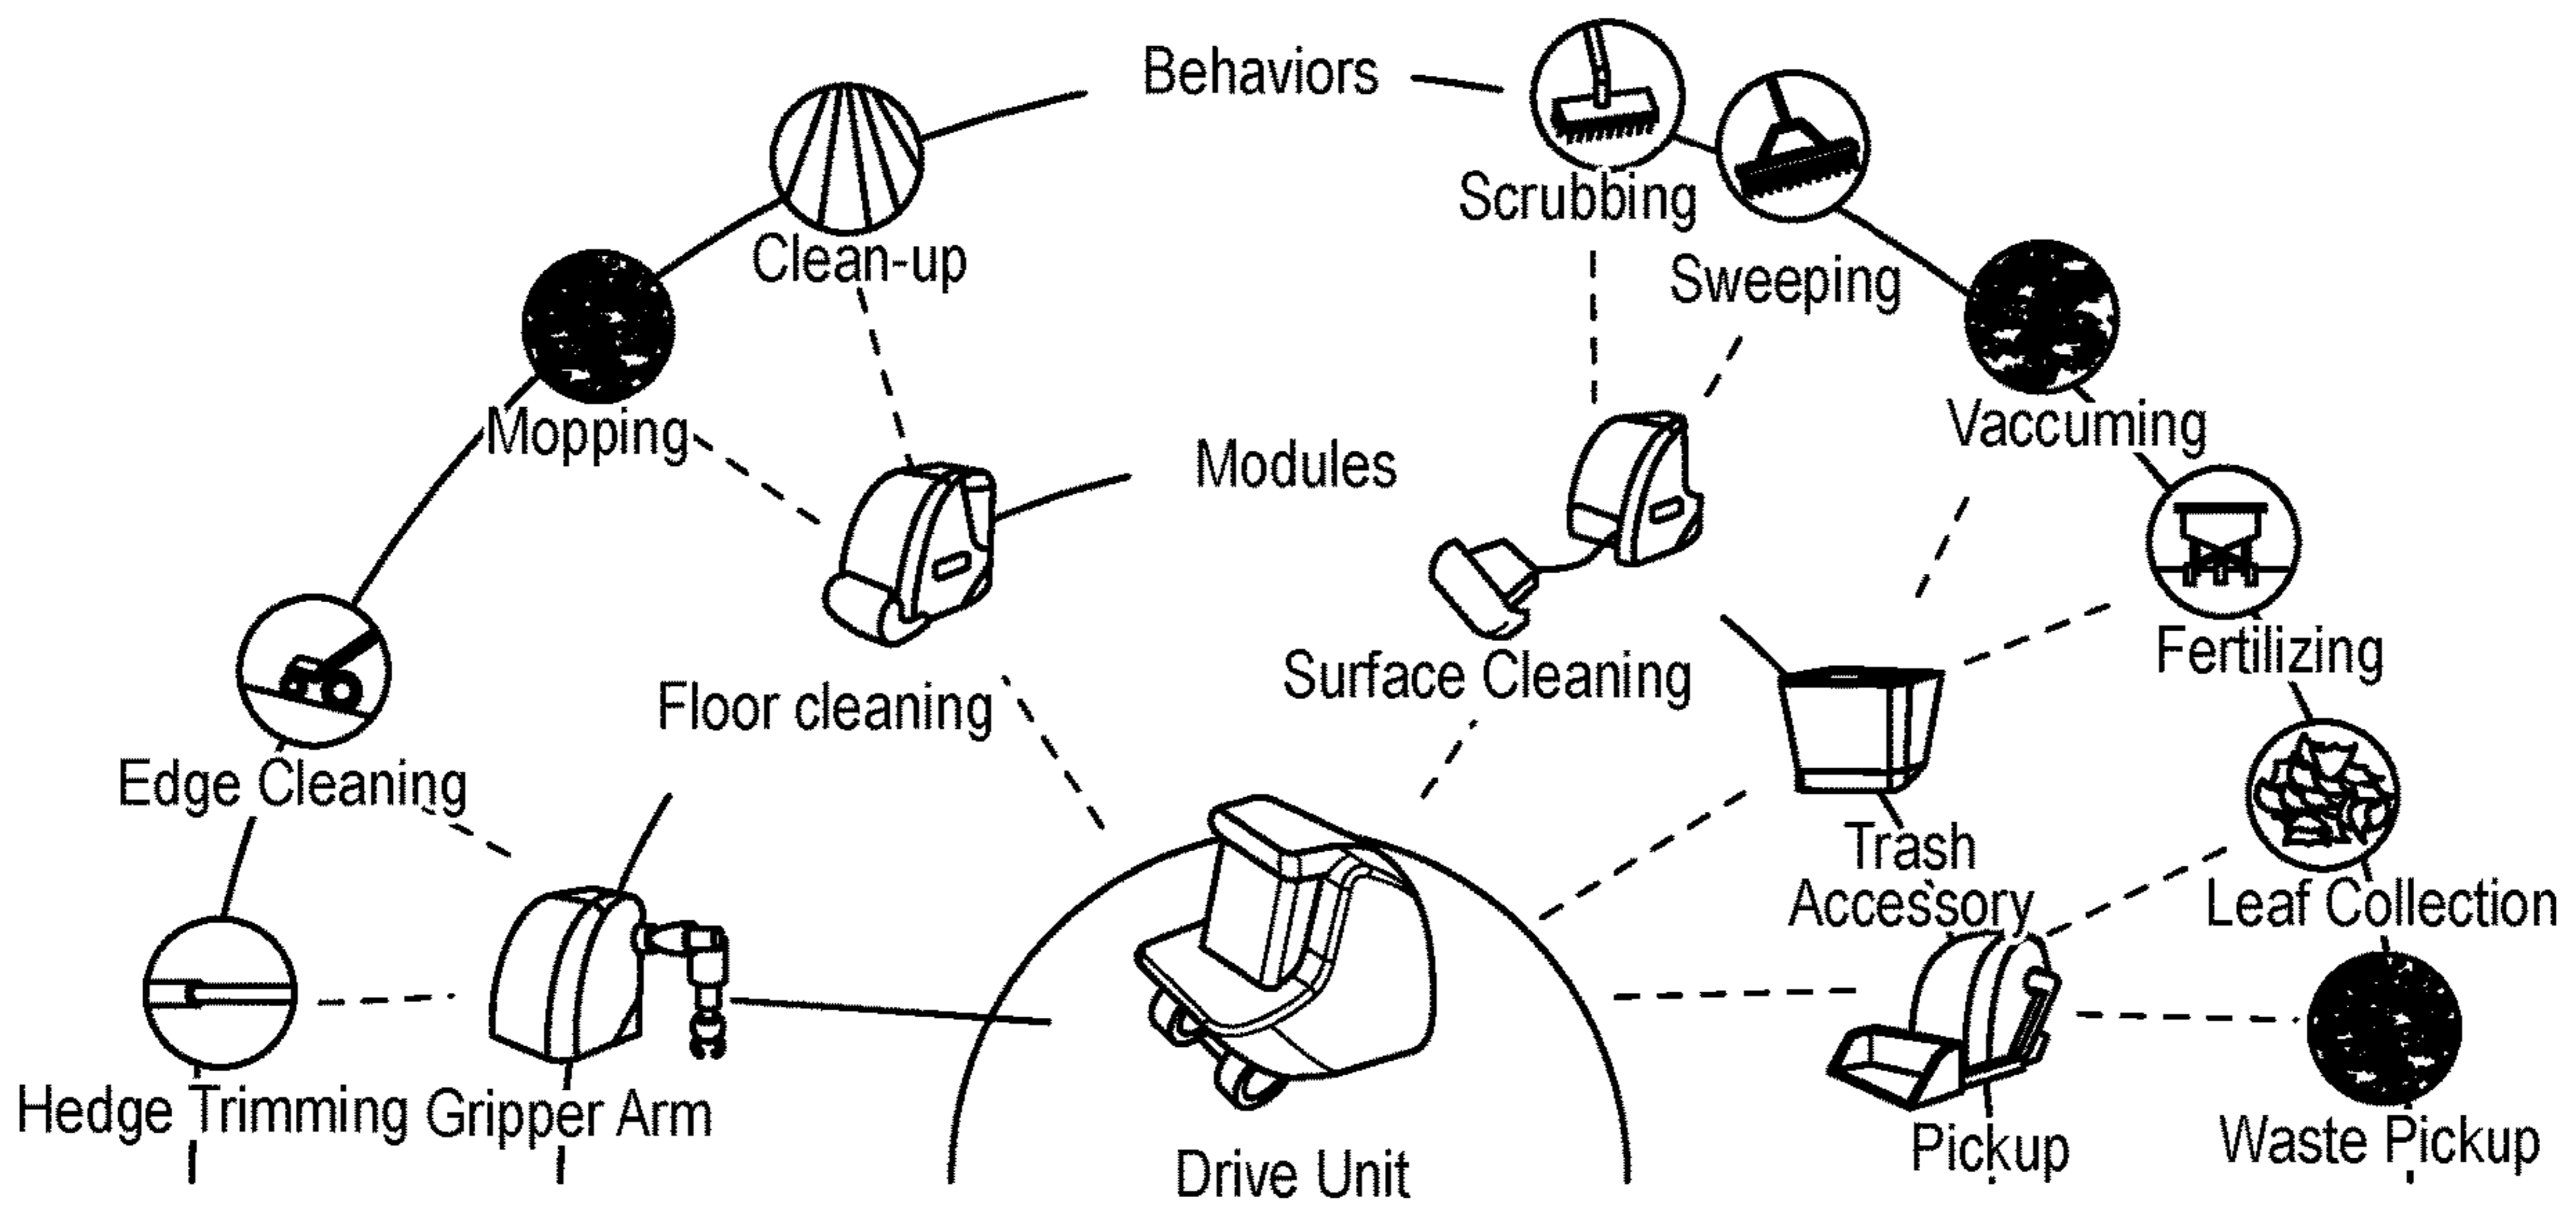 Behaviors
Scrubbing
Sweeping
Clean-up
Mopping
Vaccuming
Modules
Fertilizing
Surface Cleaning
Floor cleaning
Edge Cleaning
Trash
Accessory
Leaf Collection
Hedge Trimming
Gripper Arm
Pickup
Waste Pickup
Drive Unit